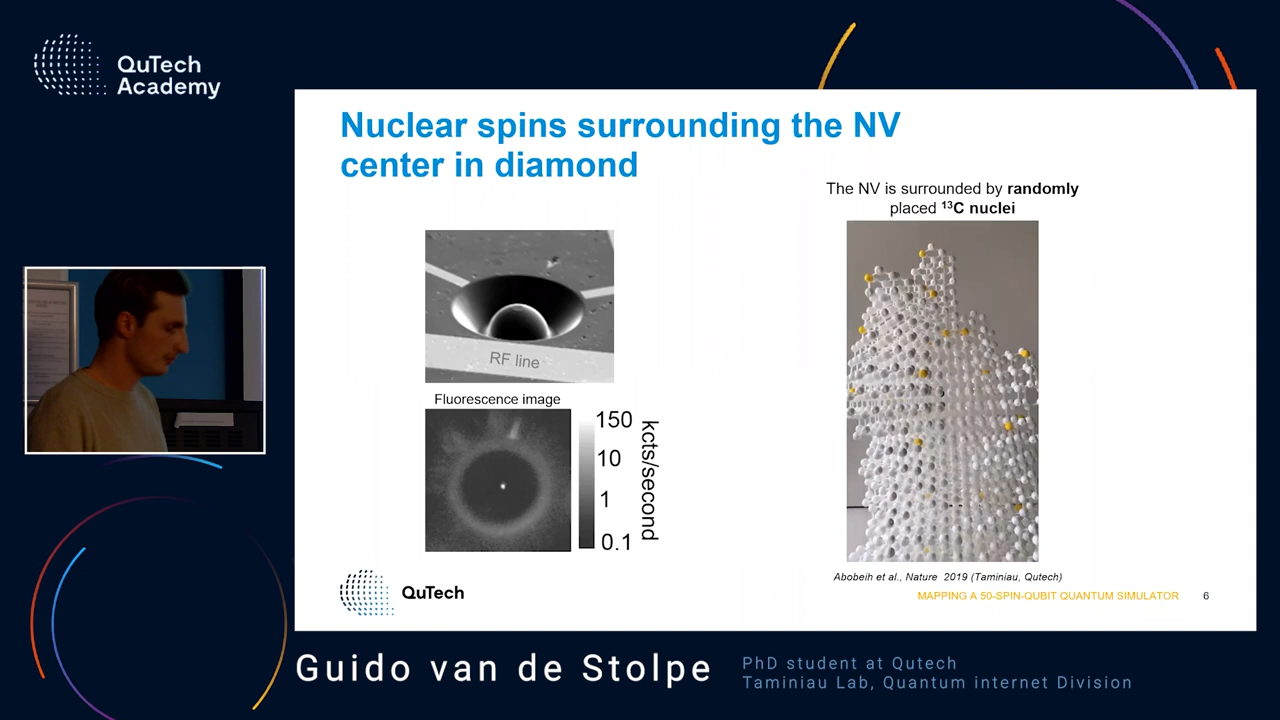 QuTech
Academy
Nuclear spins surrounding the NV
center in diamond
The NV is surrounded by randomly
placed ¹³C nuclei
RF line
Fluorescence image
150
10
1
0.1
kcts/second
Abobeih et al., Nature 2019 (Taminiau, Qutech)
QuTech
MAPPING A 50-SPIN-QUBIT QUANTUM SIMULATOR
6
Guido van de Stolpe
PhD student at Qutech
Taminiau Lab, Quantum internet Division